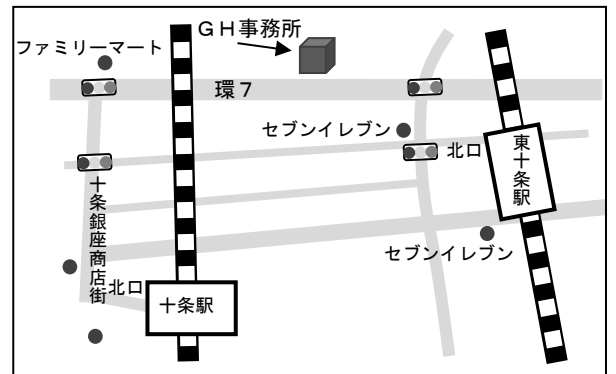 GH事務所
ファミリーマート
環7
セブンイレブン
北口
東十条駅
十条銀座商店街
セブンイレブン
北口
十条駅